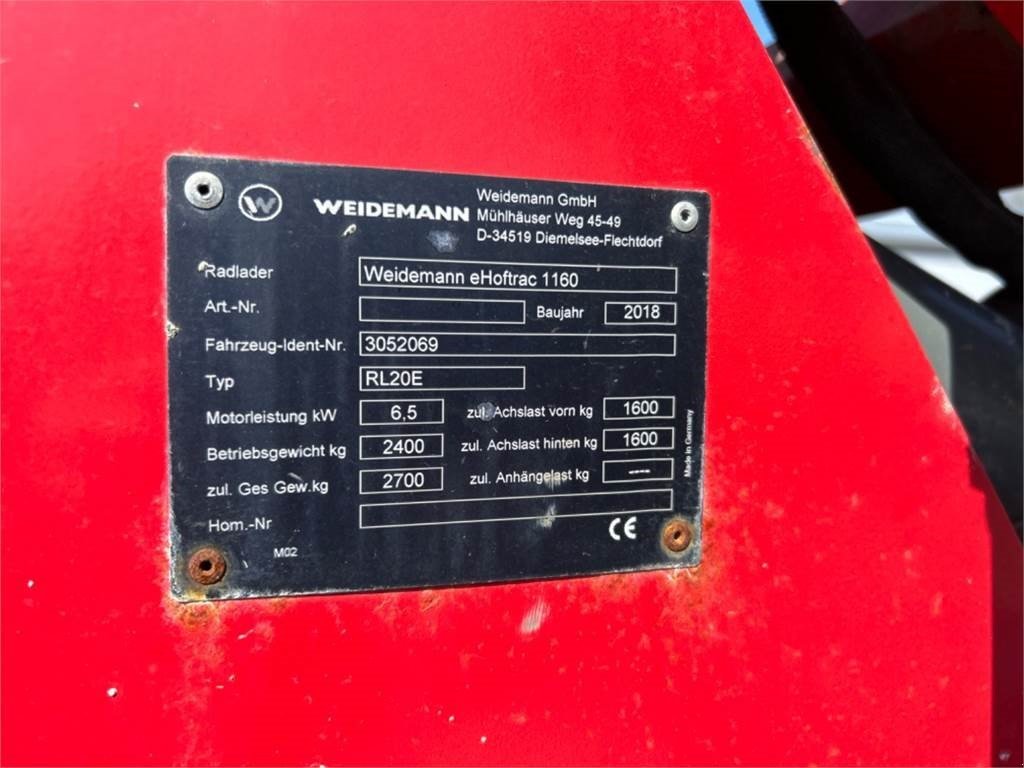 W WEIDEMANN
Weidemann GmbH
Mühlhäuser Weg 45-49
D-34519 Diemelsee-Flechtdorf
Radlader Weidemann eHoftrac 1160
Art.-Nr. Baujahr 2018
Fahrzeug-Ident-Nr. 3052069
Typ RL20E
Motorleistung kW 6,5 zul. Achslast vorn kg 1600
Betriebsgewicht kg 2400 zul. Achslast hinten kg 1600
zul. Ges Gew.kg 2700 zul. Anhängelast kg ---
Hom.-Nr
M02 CE
Made in Germany